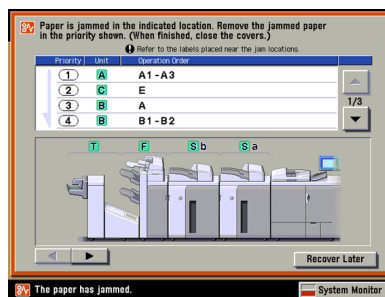 Paper is jammed in the indicated location. Remove the jammed paper
in the priority shown. (When finished, close the covers.)
Refer to the labels placed near the jam locations.
Priority Unit Operation Order
1 A A1-A3
2 C E
3 B A
4 B B1-B2
1/3
T F S b S a
Recover Later
The paper has jammed.
System Monitor